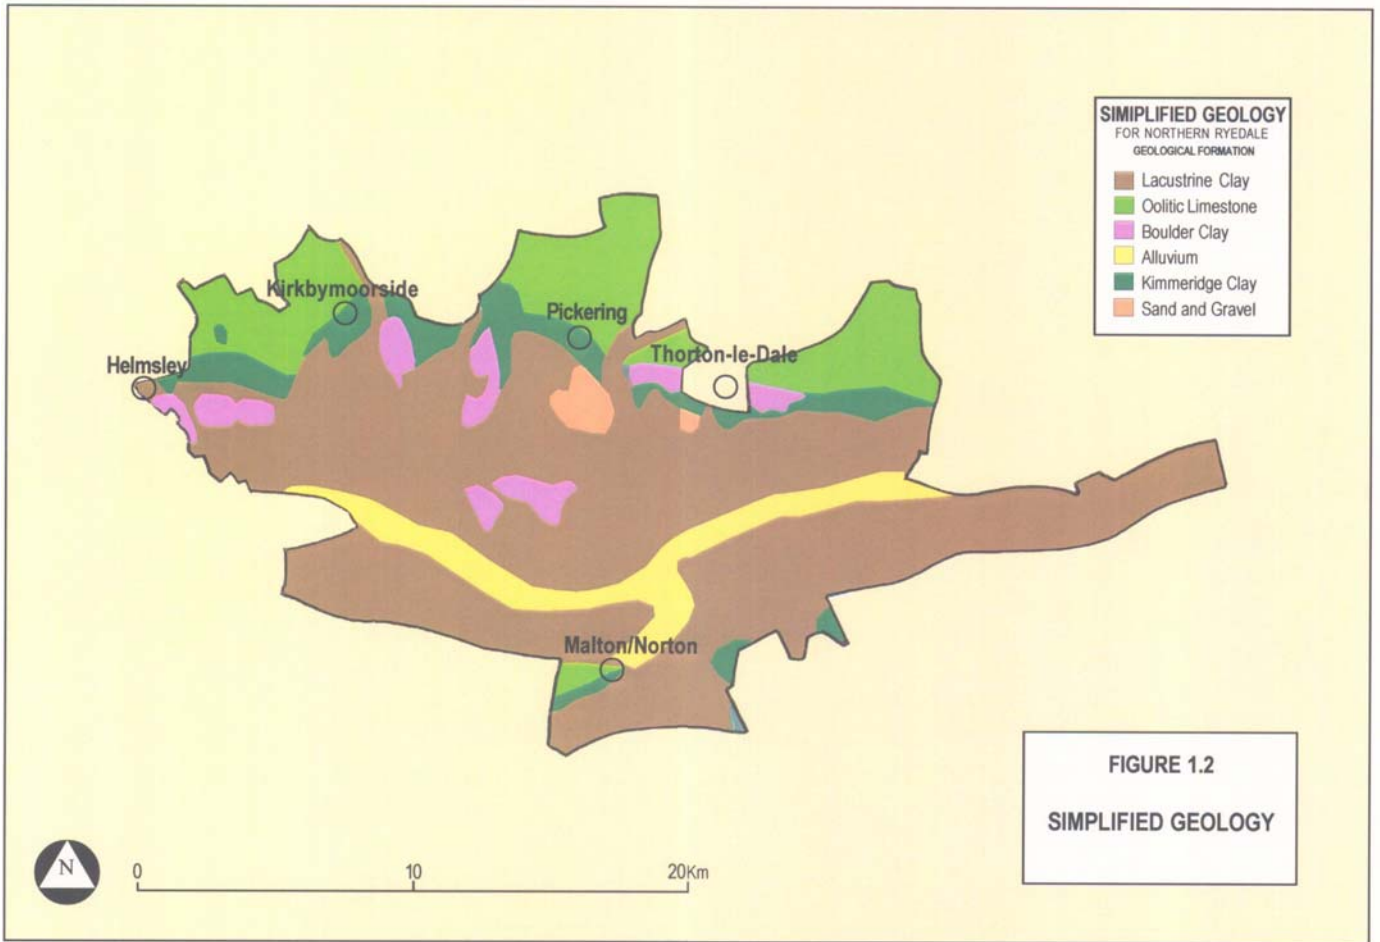 SIMIPLIFIED GEOLOGY
FOR NORTHERN RYEDALE
GEOLOGICAL FORMATION
Lacustrine Clay
Oolitic Limestone
Boulder Clay
Alluvium
Kimmeridge Clay
Sand and Gravel
Kirkbymoorside
Pickering
Thorton-le-Dale
Helmsley
Malton/Norton
FIGURE 1.2
SIMPLIFIED GEOLOGY
N
0 10 20Km